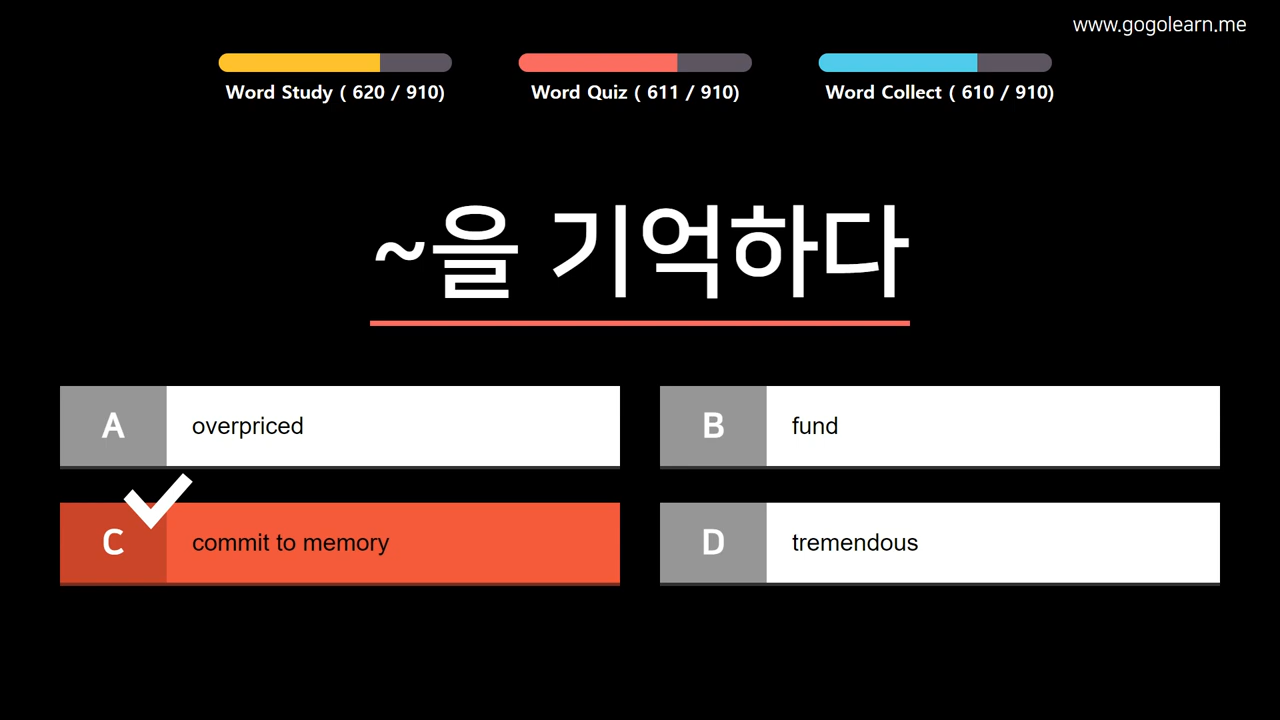 www.gogolearn.me
Word Study ( 620 / 910)
Word Quiz ( 611 / 910)
Word Collect ( 610 / 910)
~을 기억하다
A overpriced
B fund
C commit to memory
D tremendous